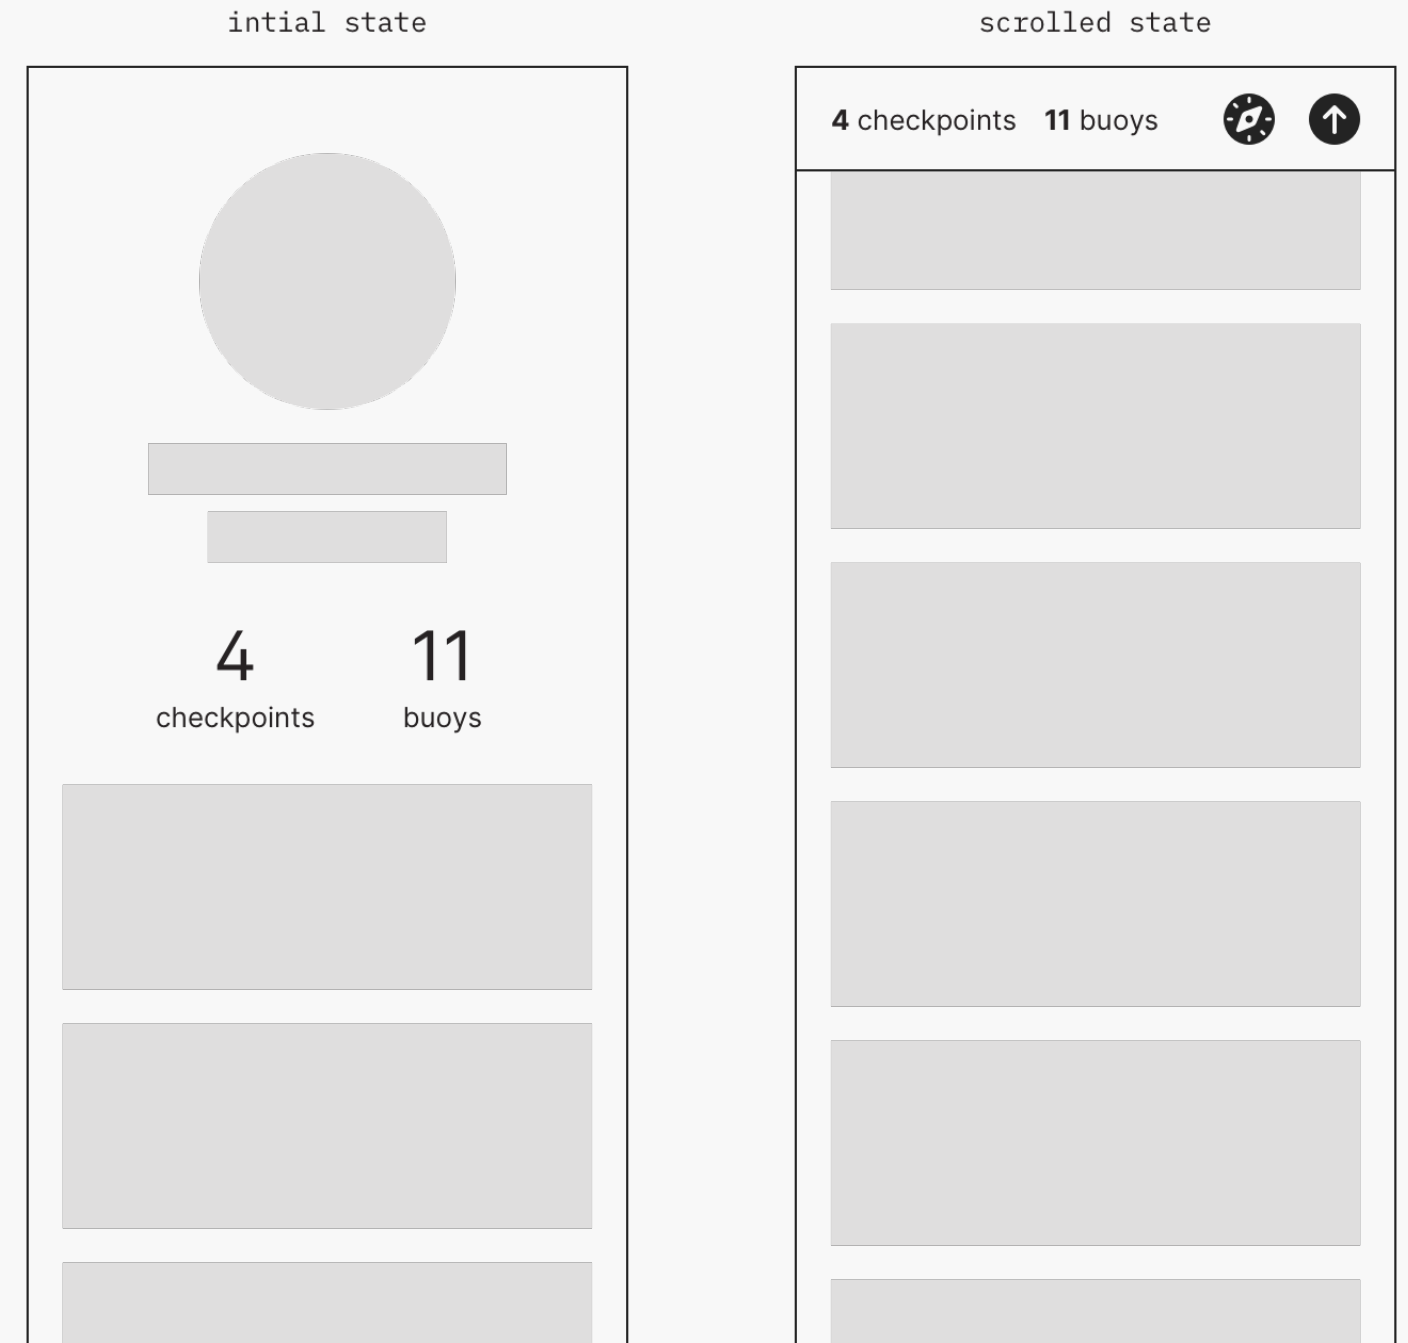 intial state
4 11
checkpoints buoys
scrolled state
4 checkpoints 11 buoys